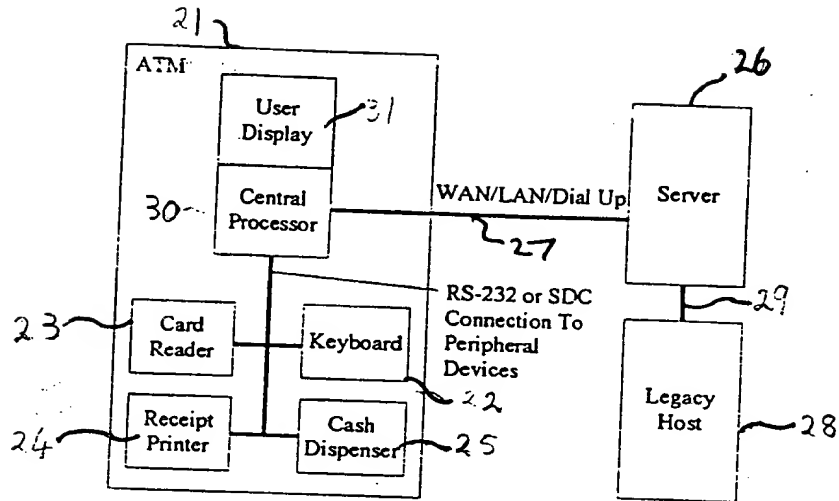 21
ATM
User
Display
31
30
Central
Processor
WAN/LAN/Dial Up
27
26
Server
29
RS-232 or SDC
Connection To
Peripheral
Devices
23
Card
Reader
Keyboard
22
24
Receipt
Printer
Cash
Dispenser
25
Legacy
Host
28